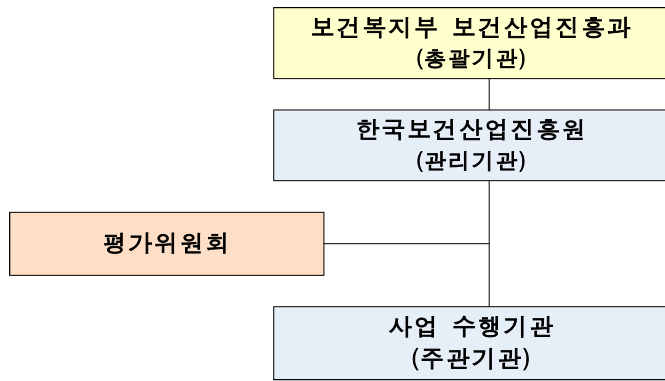 보건복지부 보건산업진흥과
(총괄기관)
한국보건산업진흥원
(관리기관)
평가위원회
사업 수행기관
(주관기관)